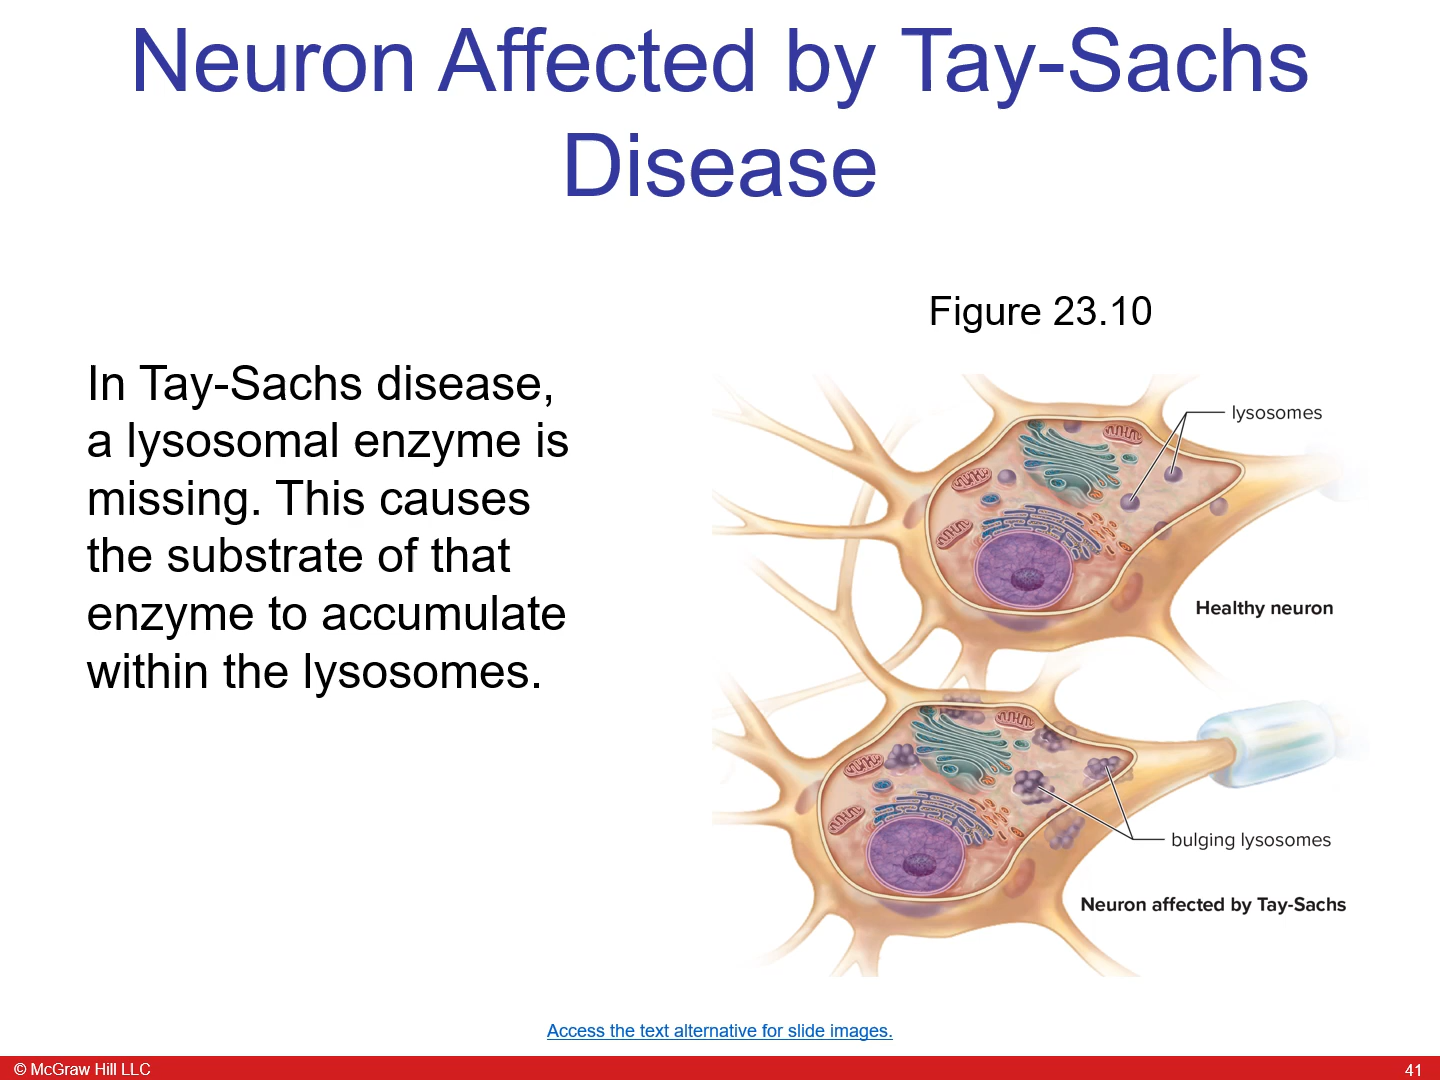 Neuron Affected by Tay-Sachs
Disease
Figure 23.10
In Tay-Sachs disease,
a lysosomal enzyme is
missing. This causes
the substrate of that
enzyme to accumulate
within the lysosomes.
lysosomes
Healthy neuron
bulging lysosomes
Neuron affected by Tay-Sachs
Access the text alternative for slide images.
© McGraw Hill LLC
41